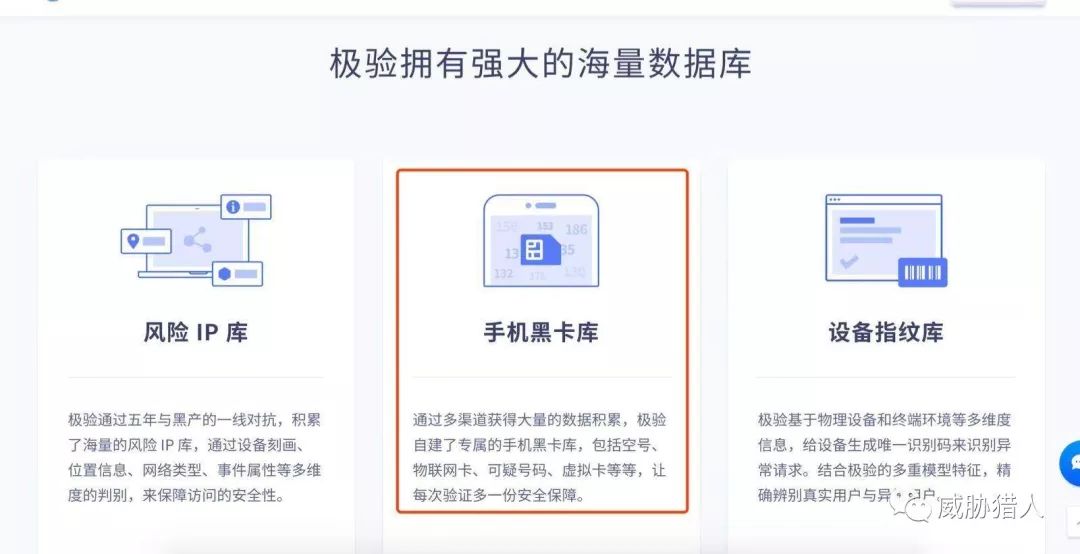 极验拥有强大的海量数据库
风险 IP 库
极验通过五年与黑产的一线对抗，积累
了海量的风险 IP 库，通过设备刻画、
位置信息、网络类型、事件属性等多维
度的判别，来保障访问的安全性。
150 153 186
13 35
132 176 130
手机黑卡库
通过多渠道获得大量的数据积累，极验
自建了专属的手机黑卡库，包括空号、
物联网卡、可疑号码、虚拟卡等等，让
每次验证多一份安全保障。
设备指纹库
极验基于物理设备和终端环境等多维度
信息，给设备生成唯一识别码来识别异
常请求。结合极验的多重模型特征，精
确辨别真实用户与异
户。
威胁猎人